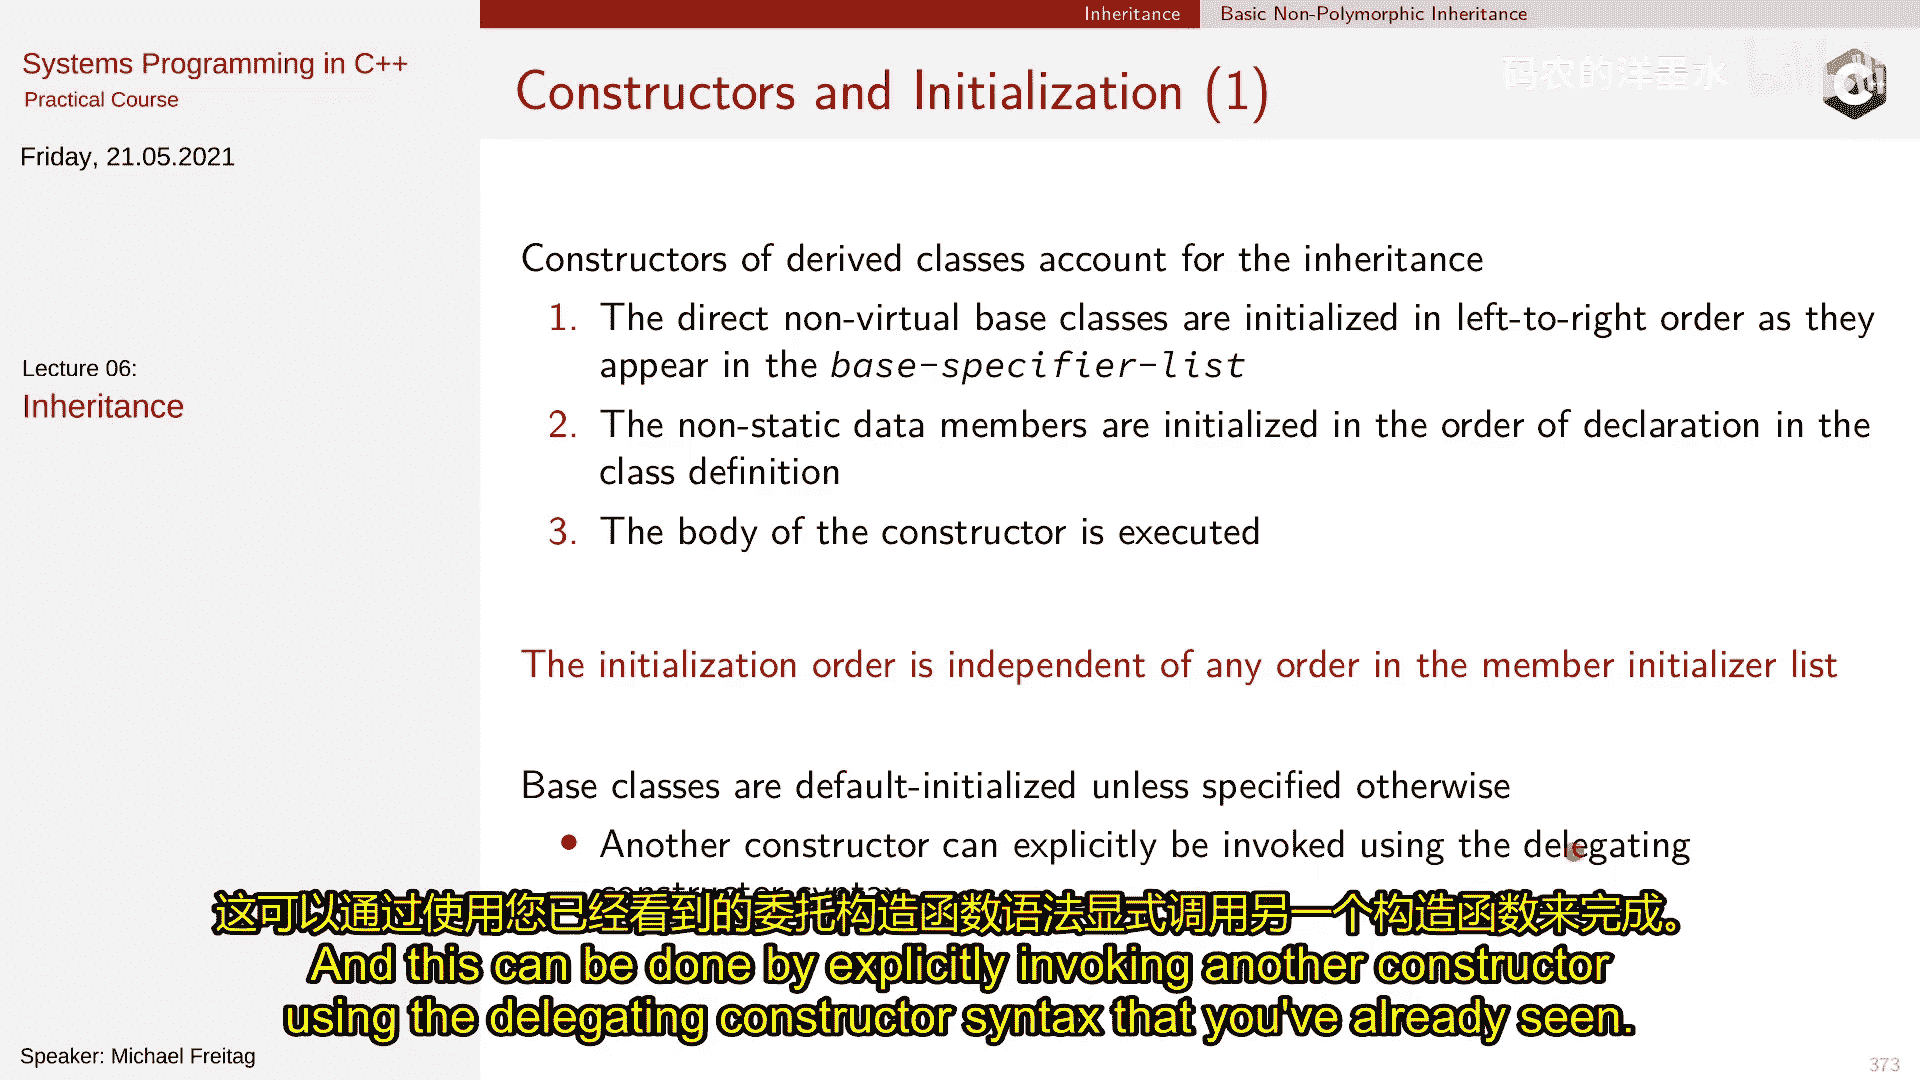 Inheritance
Basic Non-Polymorphic Inheritance
Systems Programming in C++
Practical Course
Friday, 21.05.2021
Lecture 06:
Inheritance
Speaker: Michael Freitag
Constructors and Initialization (1)
码农的洋墨水
Constructors of derived classes account for the inheritance
1. The direct non-virtual base classes are initialized in left-to-right order as they
appear in the base-specifier-list
2. The non-static data members are initialized in the order of declaration in the
class definition
3. The body of the constructor is executed
The initialization order is independent of any order in the member initializer list
Base classes are default-initialized unless specified otherwise
• Another constructor can explicitly be invoked using the delegating
constructor syntax
这可以通过使用您已经看到的委托构造函数语法显式调用另一个构造函数来完成。
And this can be done by explicitly invoking another constructor
using the delegating constructor syntax that you've already seen.
373